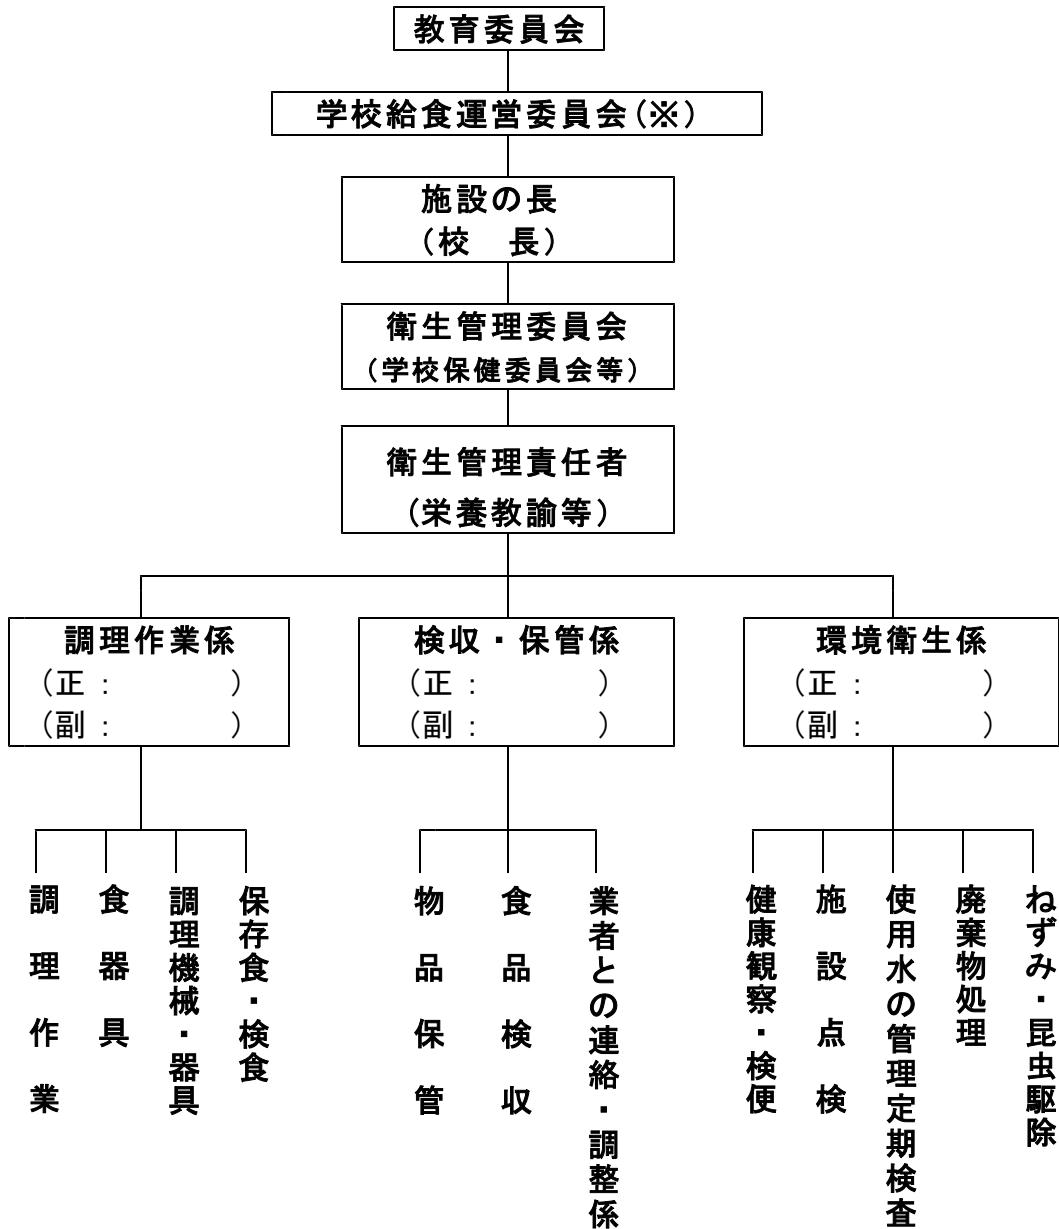 教育委員会
学校給食運営委員会(※)
施設の長
(校　長)
衛生管理委員会
(学校保健委員会等)
衛生管理責任者
(栄養教諭等)
調理作業係
(正：　　　　)
(副：　　　　)
検収・保管係
(正：　　　　)
(副：　　　　)
環境衛生係
(正：　　　　)
(副：　　　　)
調理作業
食器具
調理機械・器具
保存食・検食
物品保管
食品検収
業者との連絡・調整係
健康観察・検便
施設点検
使用水の管理定期検査
廃棄物処理
ねずみ・昆虫駆除